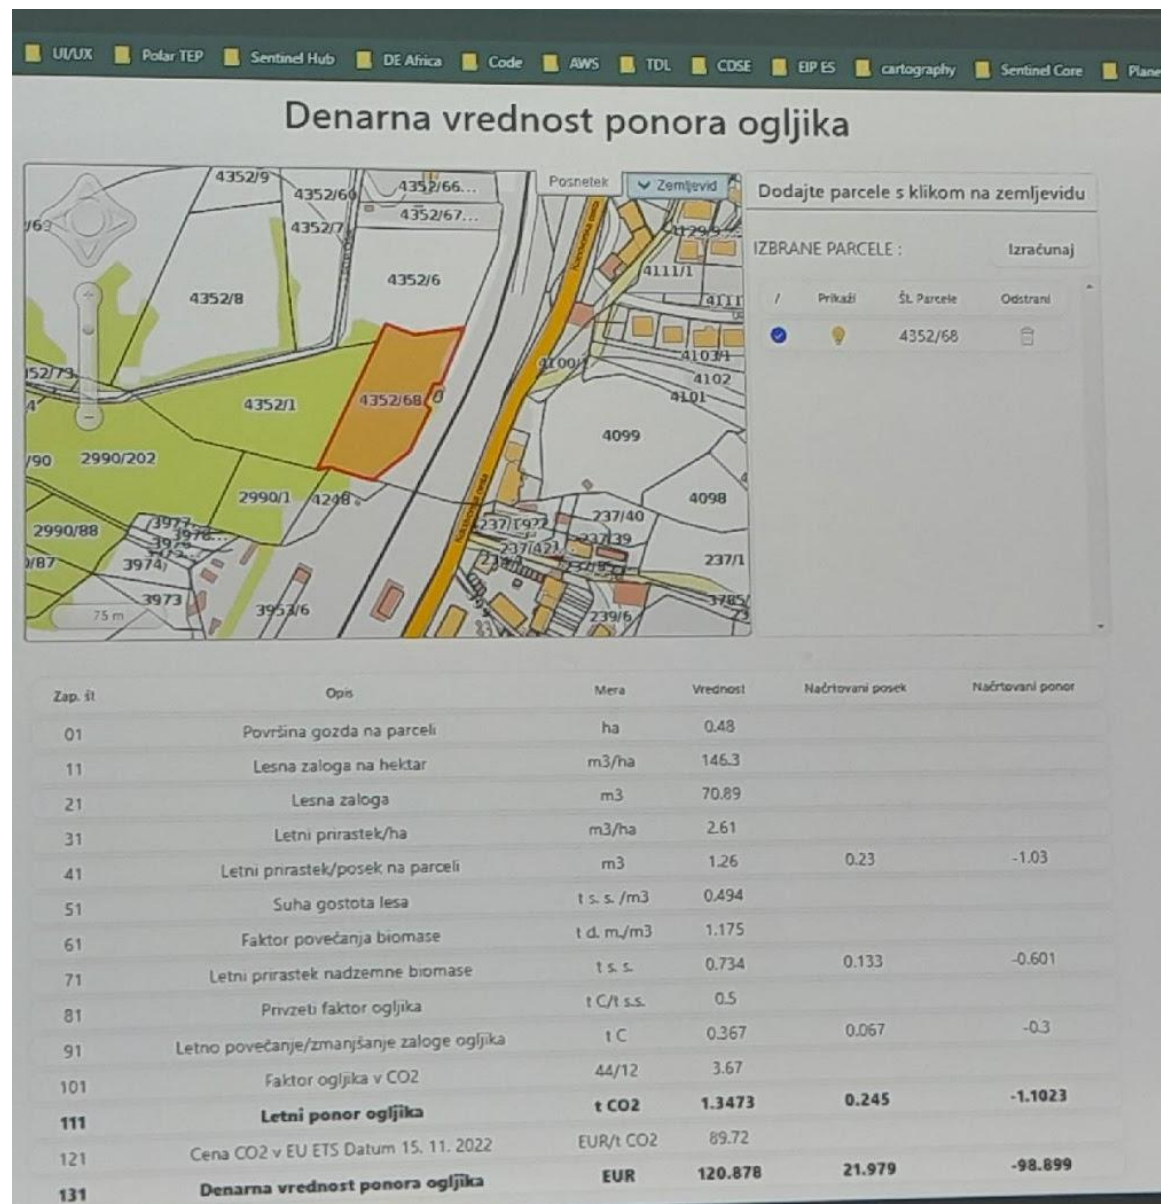 UI/UX Polar TEP Sentinel Hub DE Africa Code AWS TDL CDSE EIP ES cartography Sentinel Core Plane
Denarna vrednost ponora ogljika
Posnetek Zemljevid
Dodajte parcele s klikom na zemljevidu
IZBRANE PARCELE : Izračunaj
/ Prikaži Št. Parcele Odstrani
4352/68
4352/9
4352/60
4352/66...
4352/67...
4352/7
4352/6
4352/8
4111/1
4111
4103/1
4102
4101
4352/1
4352/68
4099
2990/202
2990/1
4248
4098
2990/88
3974
3973
3953/6
237/40
237/1
239/6
75 m
Zap. št Opis Mera Vrednost Načrtovani posek Načrtovani ponor
01 Površina gozda na parceli ha 0.48
11 Lesna zaloga na hektar m3/ha 146.3
21 Lesna zaloga m3 70.89
31 Letni prirastek/ha m3/ha 2.61
41 Letni prirastek/posek na parceli m3 1.26 0.23 -1.03
51 Suha gostota lesa t s. s. /m3 0.494
61 Faktor povečanja biomase t d. m./m3 1.175
71 Letni prirastek nadzemne biomase t s. s. 0.734 0.133 -0.601
81 Privzeti faktor ogljika t C/t s.s. 0.5
91 Letno povečanje/zmanjšanje zaloge ogljika t C 0.367 0.067 -0.3
101 Faktor ogljika v CO2 44/12 3.67
111 Letni ponor ogljika t CO2 1.3473 0.245 -1.1023
121 Cena CO2 v EU ETS Datum 15. 11. 2022 EUR/t CO2 89.72
131 Denarna vrednost ponora ogljika EUR 120.878 21.979 -98.899